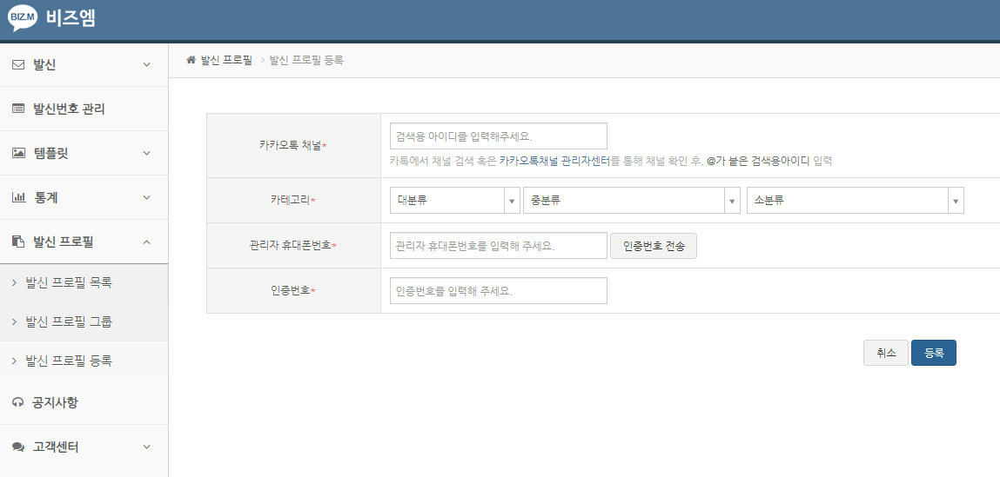 BIZ.M 비즈엠
발신
발신번호 관리
템플릿
통계
발신 프로필
발신 프로필 목록
발신 프로필 그룹
발신 프로필 등록
공지사항
고객센터
발신 프로필 > 발신 프로필 등록
카카오톡 채널*
검색용 아이디를 입력해주세요.
카톡에서 채널 검색 혹은 카카오톡채널 관리자센터를 통해 채널 확인 후, @가 붙은 검색용아이디 입력
카테고리* 대분류 중분류 소분류
관리자 휴대폰번호* 관리자 휴대폰번호를 입력해 주세요. 인증번호 전송
인증번호* 인증번호를 입력해 주세요.
취소 등록